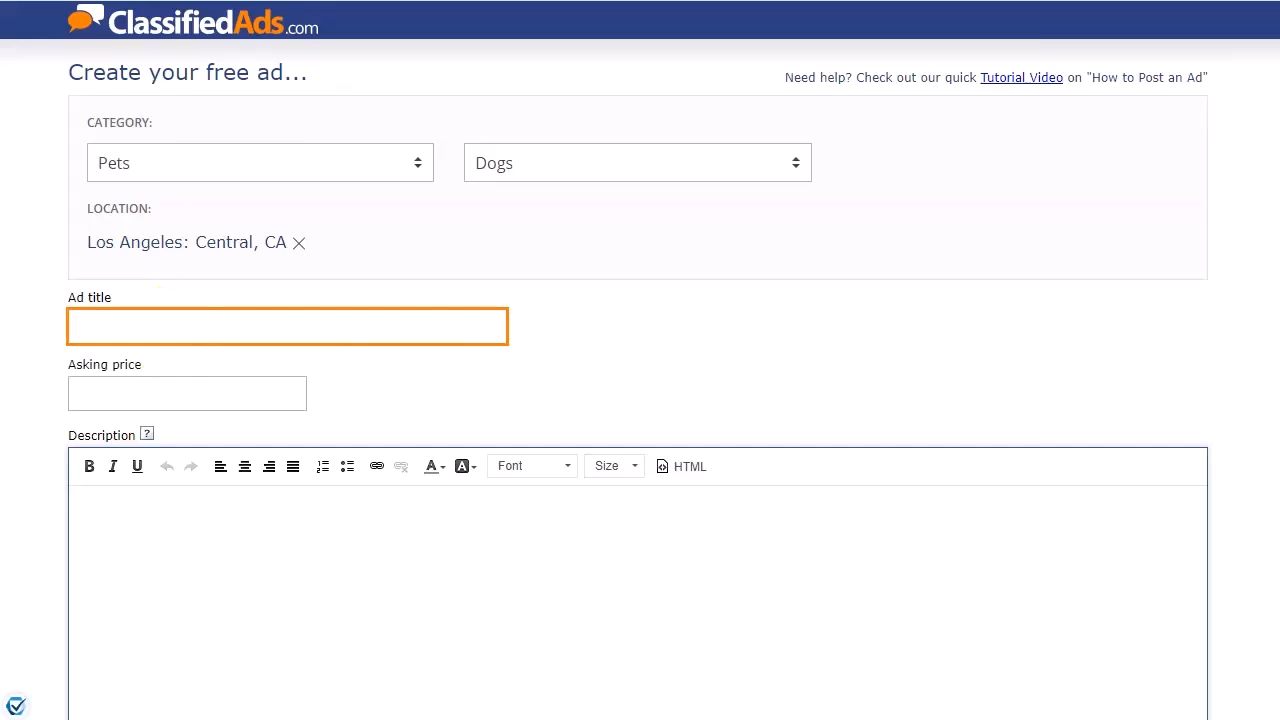 ClassifiedAds.com
Create your free ad...
Need help? Check out our quick Tutorial Video on "How to Post an Ad"
CATEGORY:
Pets
Dogs
LOCATION:
Los Angeles: Central, CA
Ad title
Asking price
Description ?
B I U A A Font Size HTML